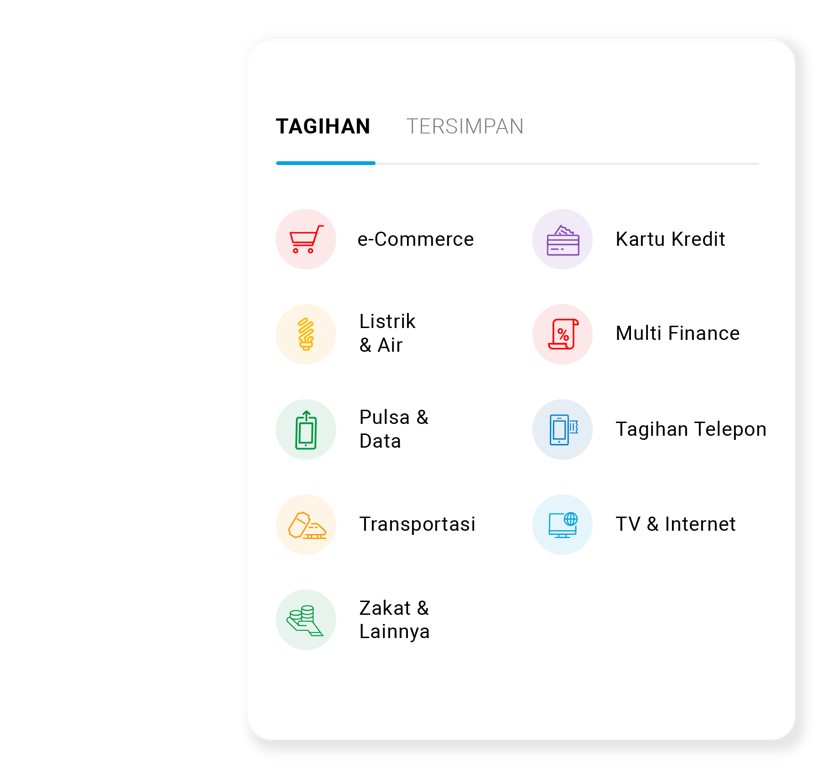 TAGIHAN TERSIMPAN
e-Commerce
Kartu Kredit
Listrik
& Air
Multi Finance
Pulsa &
Data
Tagihan Telepon
Transportasi
TV & Internet
Zakat &
Lainnya